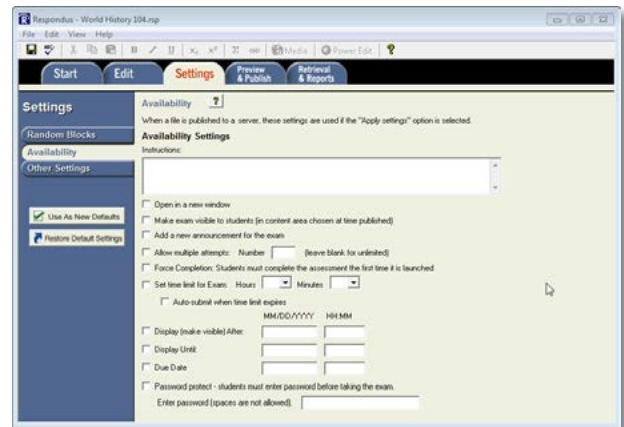 Respondus - World History 104.rsp
File Edit View Help
B I U X₂ X² Σ Media Power Edit ?
Start Edit Settings Preview & Publish Retrieval & Reports
Settings
Random Blocks
Availability
Other Settings
Use As New Defaults
Restore Default Settings
Availability ?
When a file is published to a server, these settings are used if the "Apply settings" option is selected.
Availability Settings
Instructions:
Open in a new window
Make exam visible to students (in content area chosen at time published)
Add a new announcement for the exam
Allow multiple attempts: Number (leave blank for unlimited)
Force Completion: Students must complete the assessment the first time it is launched
Set time limit for Exam: Hours Minutes
Auto-submit when time limit expires
MM/DD/YYYY HH:MM
Display (make visible) After:
Display Until:
Due Date
Password protect - students must enter password before taking the exam.
Enter password (spaces are not allowed):